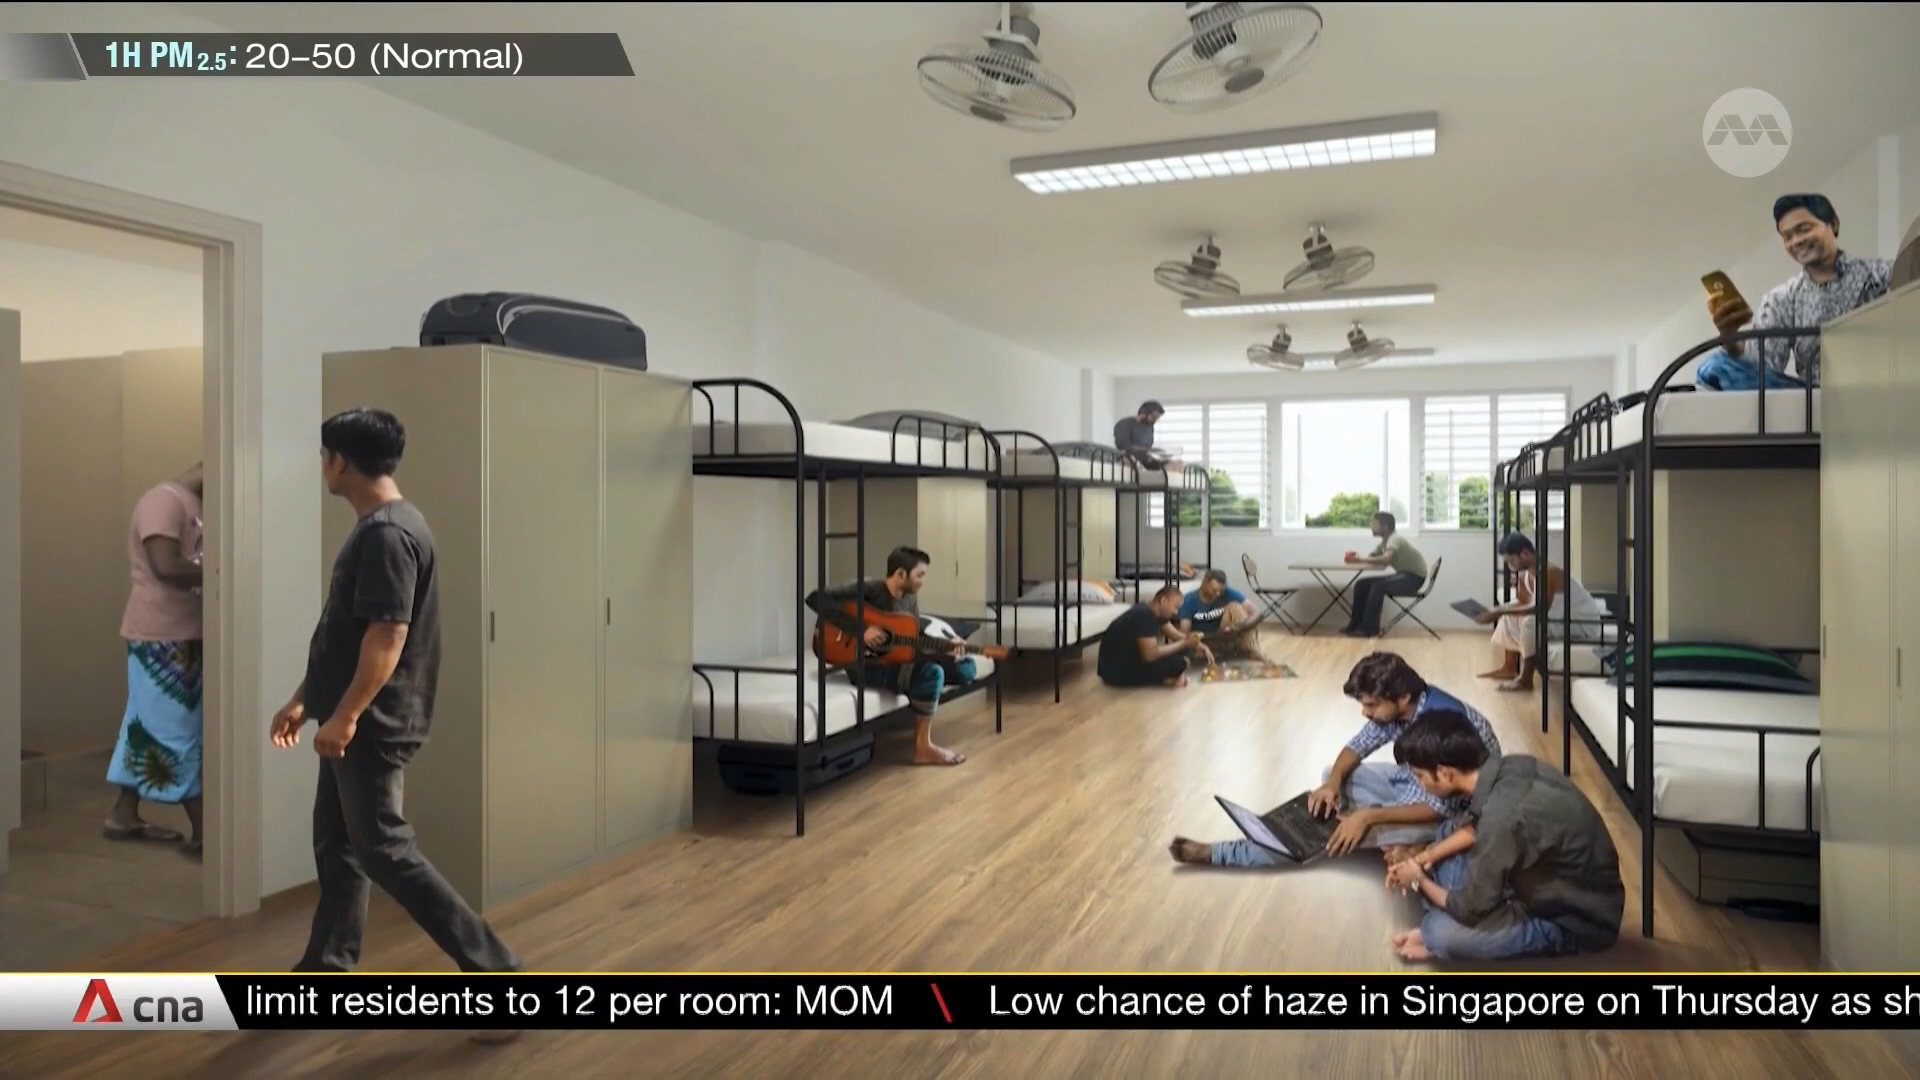 1H PM2.5: 20–50 (Normal)
cna
limit residents to 12 per room: MOM \ Low chance of haze in Singapore on Thursday as sh